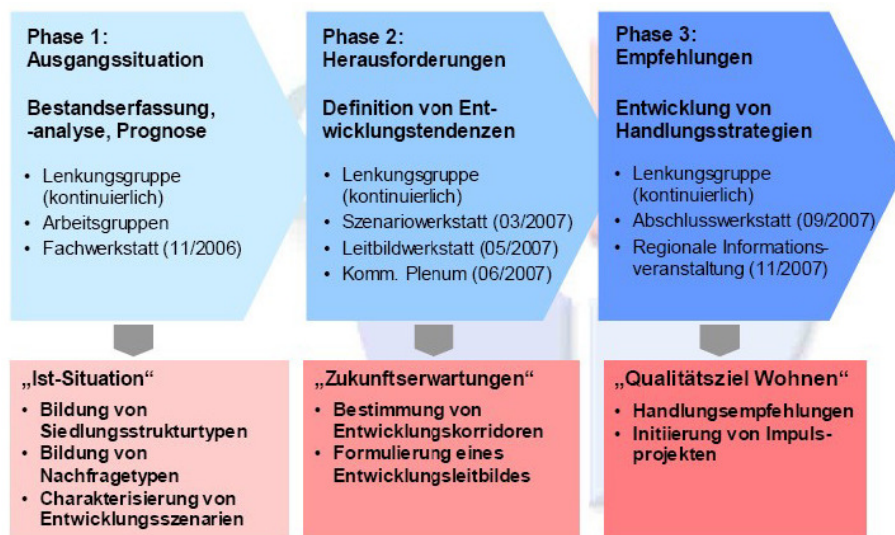 Phase 1:
Ausgangssituation
Bestandserfassung,
-analyse, Prognose
• Lenkungsgruppe
(kontinuierlich)
• Arbeitsgruppen
• Fachwerkstatt (11/2006)
Phase 2:
Herausforderungen
Definition von Ent-
wicklungstendenzen
• Lenkungsgruppe
(kontinuierlich)
• Szenariowerkstatt (03/2007)
• Leitbildwerkstatt (05/2007)
• Komm. Plenum (06/2007)
Phase 3:
Empfehlungen
Entwicklung von
Handlungsstrategien
• Lenkungsgruppe
(kontinuierlich)
• Abschlusswerkstatt (09/2007)
• Regionale Informations-
veranstaltung (11/2007)
„Ist-Situation“
• Bildung von
Siedlungsstrukturtypen
• Bildung von
Nachfragetypen
• Charakterisierung von
Entwicklungsszenarien
„Zukunftserwartungen“
• Bestimmung von
Entwicklungskorridoren
• Formulierung eines
Entwicklungsleitbildes
„Qualitätsziel Wohnen“
• Handlungsempfehlungen
• Initiierung von Impuls-
projekten